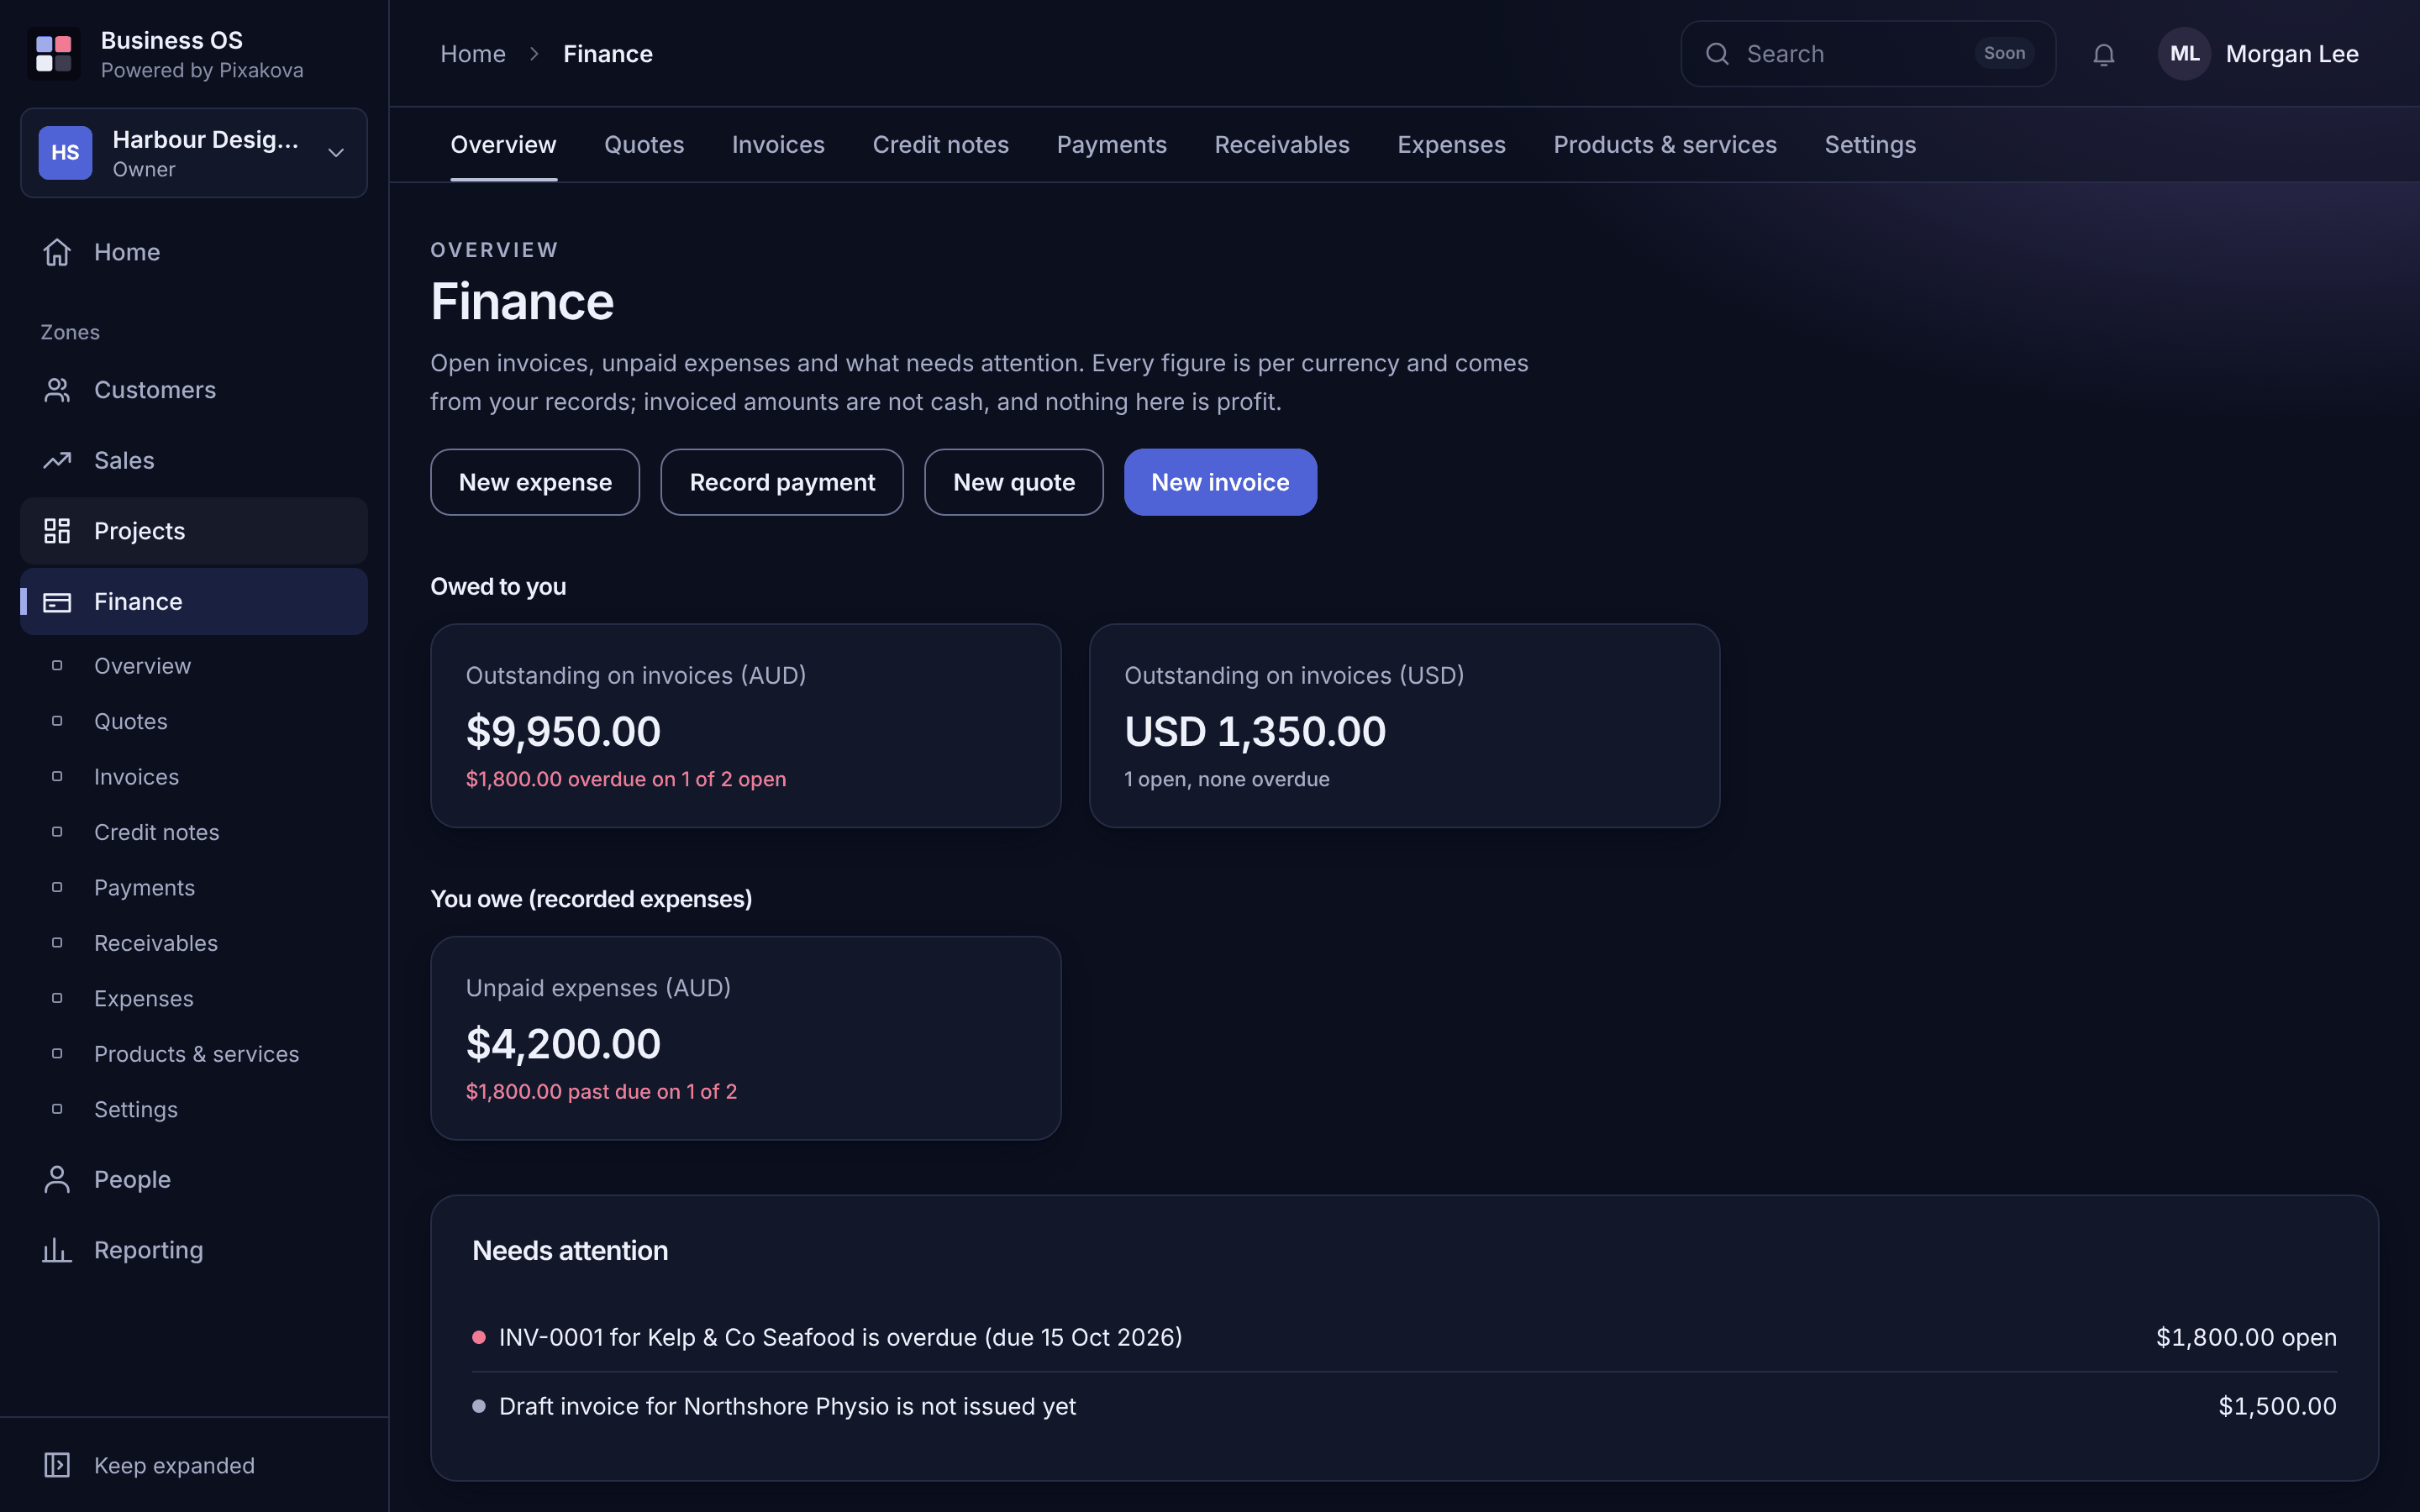 Business OS
Powered by Pixakova
HS
Harbour Desig...
Owner
Home
Zones
Customers
Sales
Projects
Finance
Overview
Quotes
Invoices
Credit notes
Payments
Receivables
Expenses
Products & services
Settings
People
Reporting
Keep expanded
Home > Finance
Search
Soon
ML
Morgan Lee
Overview Quotes Invoices Credit notes Payments Receivables Expenses Products & services Settings
OVERVIEW
Finance
Open invoices, unpaid expenses and what needs attention. Every figure is per currency and comes
from your records; invoiced amounts are not cash, and nothing here is profit.
New expense Record payment New quote New invoice
Owed to you
Outstanding on invoices (AUD)
$9,950.00
$1,800.00 overdue on 1 of 2 open
Outstanding on invoices (USD)
USD 1,350.00
1 open, none overdue
You owe (recorded expenses)
Unpaid expenses (AUD)
$4,200.00
$1,800.00 past due on 1 of 2
Needs attention
INV-0001 for Kelp & Co Seafood is overdue (due 15 Oct 2026) $1,800.00 open
Draft invoice for Northshore Physio is not issued yet $1,500.00